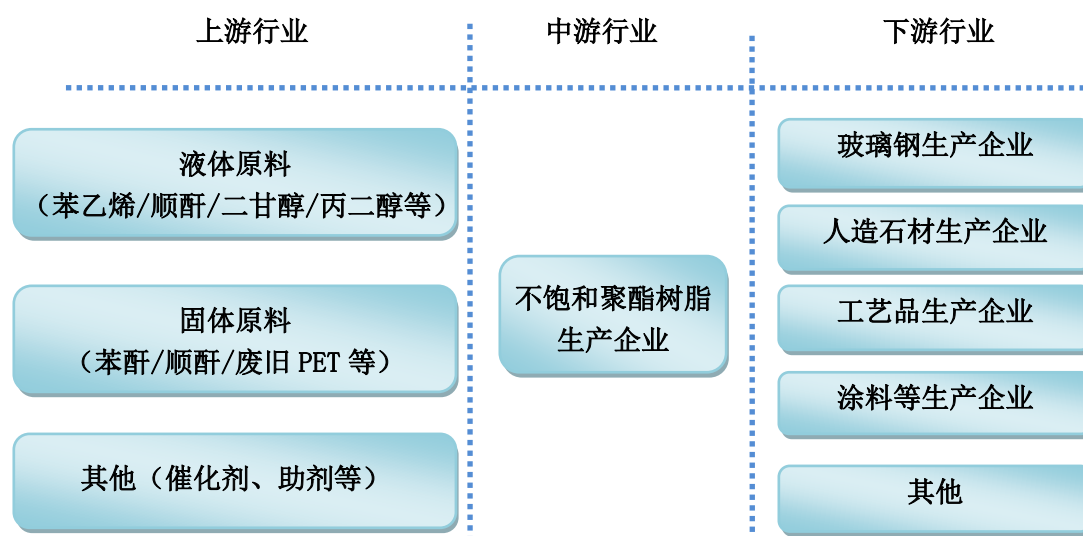 上游行业
中游行业
下游行业
液体原料
（苯乙烯/顺酐/二甘醇/丙二醇等）
固体原料
（苯酐/顺酐/废旧 PET 等）
其他（催化剂、助剂等）
不饱和聚酯树脂
生产企业
玻璃钢生产企业
人造石材生产企业
工艺品生产企业
涂料等生产企业
其他